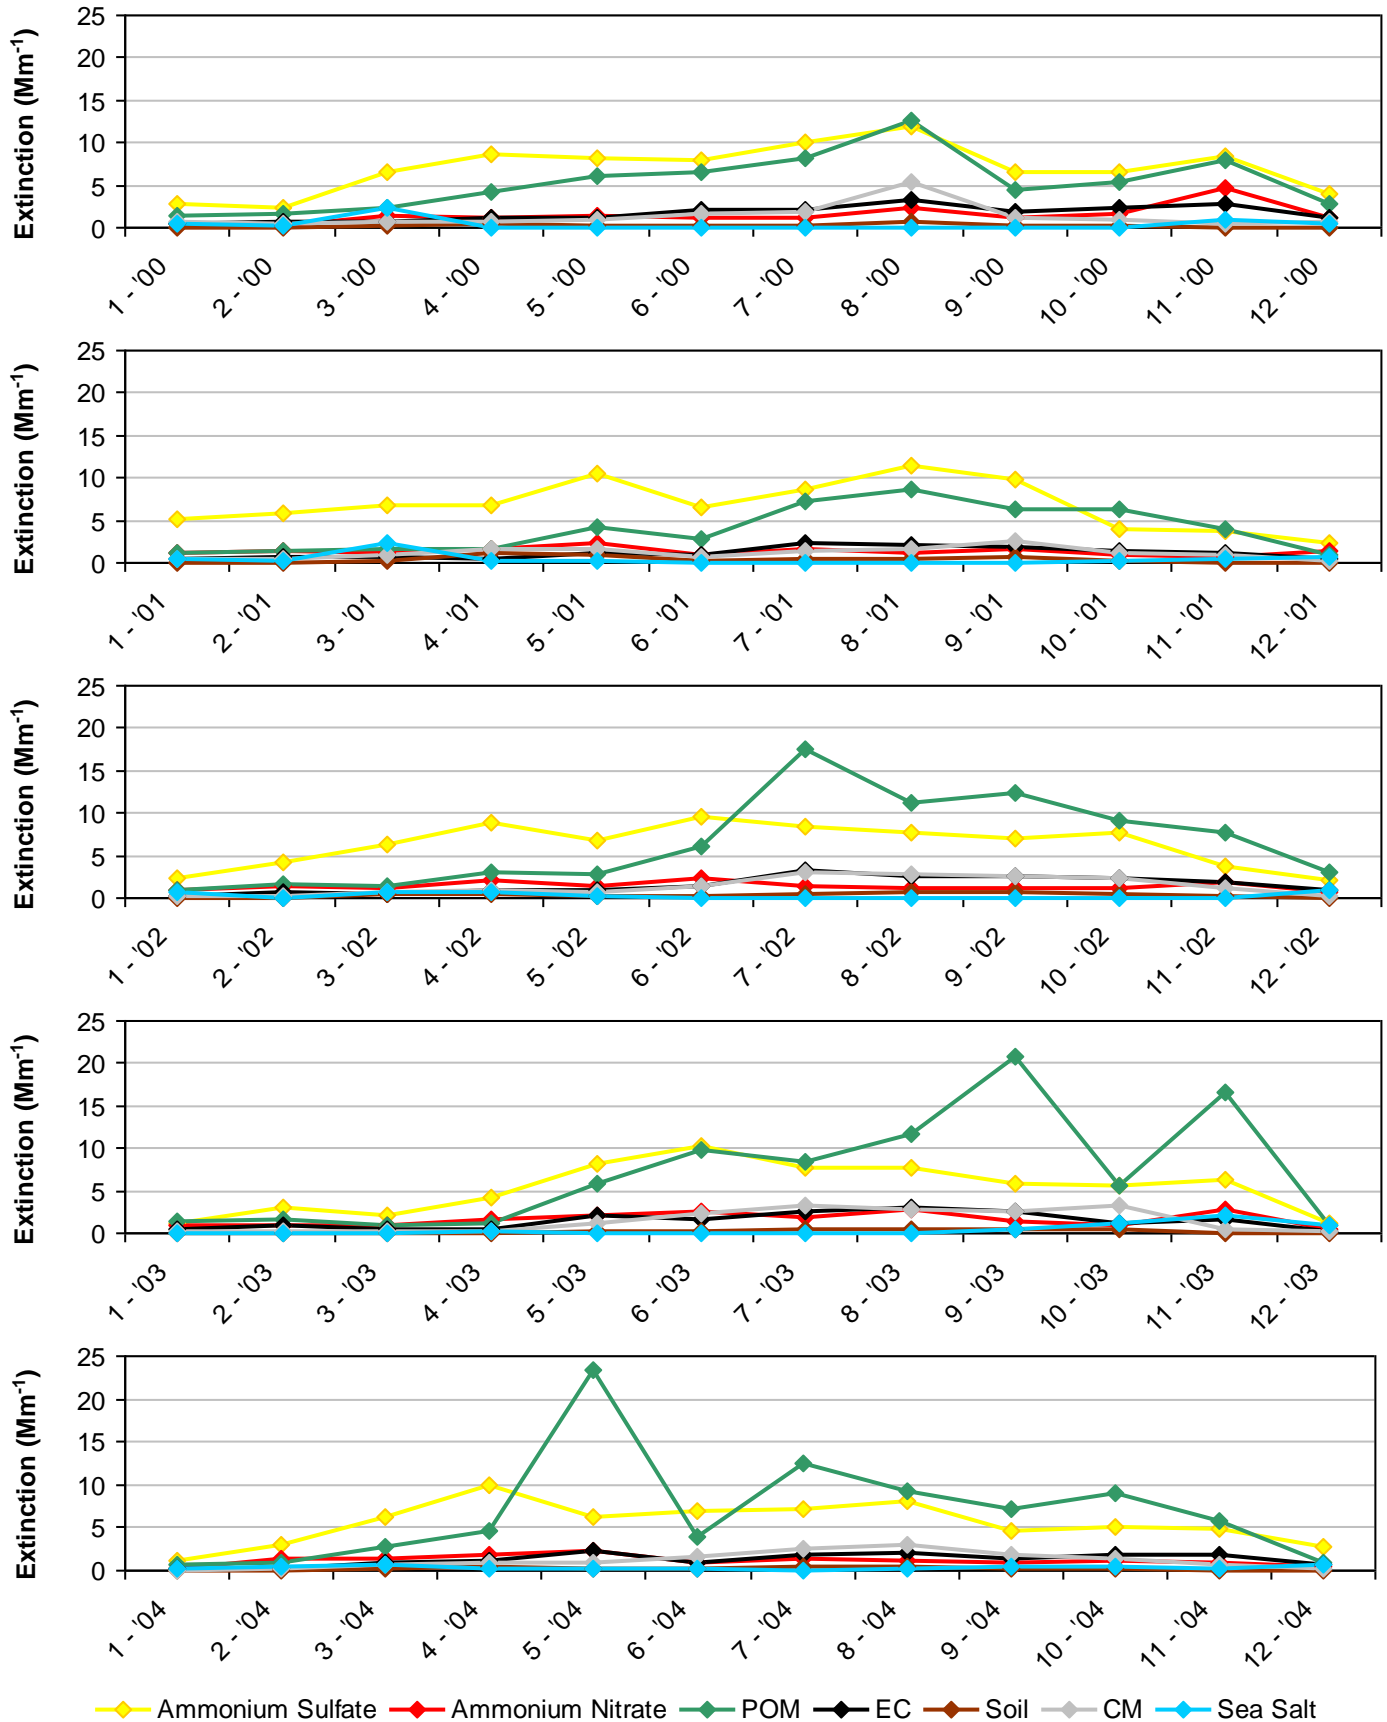 25
20
15
10
5
0
Extinction (Mm-1)
1 - '00 2 - '00 3 - '00 4 - '00 5 - '00 6 - '00 7 - '00 8 - '00 9 - '00 10 - '00 11 - '00 12 - '00
25
20
15
10
5
0
Extinction (Mm-1)
1 - '01 2 - '01 3 - '01 4 - '01 5 - '01 6 - '01 7 - '01 8 - '01 9 - '01 10 - '01 11 - '01 12 - '01
25
20
15
10
5
0
Extinction (Mm-1)
1 - '02 2 - '02 3 - '02 4 - '02 5 - '02 6 - '02 7 - '02 8 - '02 9 - '02 10 - '02 11 - '02 12 - '02
25
20
15
10
5
0
Extinction (Mm-1)
1 - '03 2 - '03 3 - '03 4 - '03 5 - '03 6 - '03 7 - '03 8 - '03 9 - '03 10 - '03 11 - '03 12 - '03
25
20
15
10
5
0
Extinction (Mm-1)
1 - '04 2 - '04 3 - '04 4 - '04 5 - '04 6 - '04 7 - '04 8 - '04 9 - '04 10 - '04 11 - '04 12 - '04
Ammonium Sulfate Ammonium Nitrate POM EC Soil CM Sea Salt